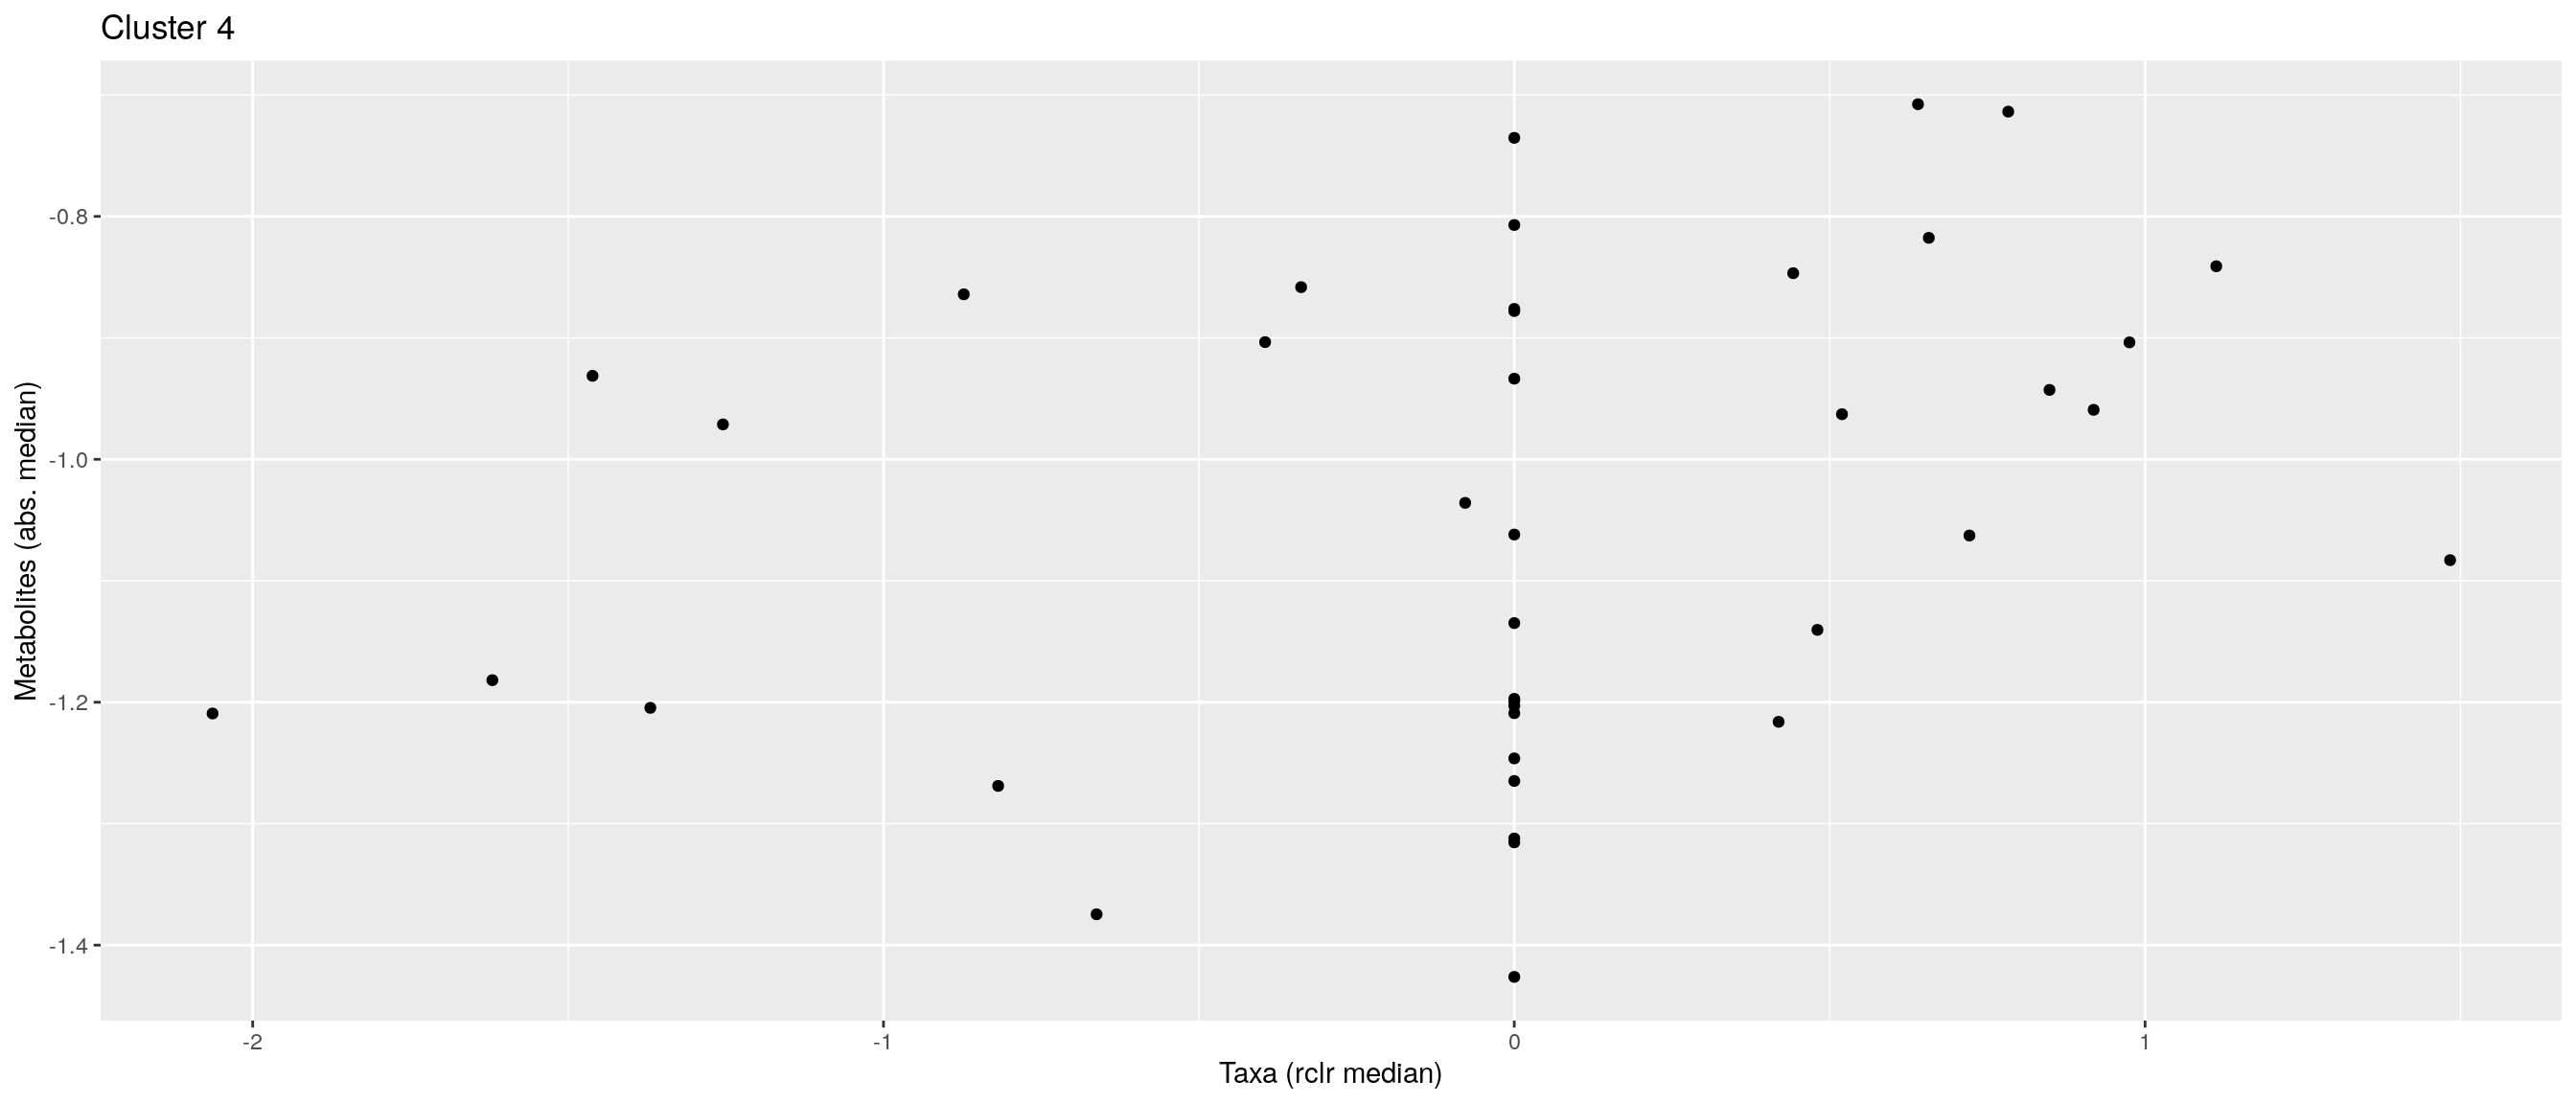 Cluster 4
Metabolites (abs. median)
-0.8
-1.0
-1.2
-1.4
-2
-1
0
1
Taxa (rclr median)